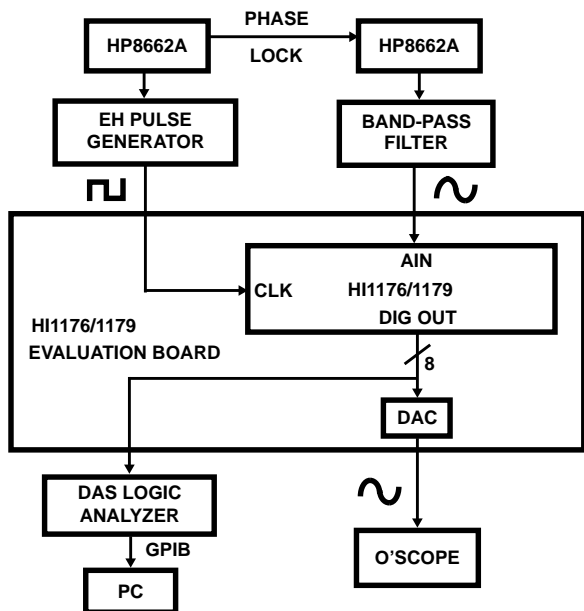 HP8662A
PHASE
LOCK
HP8662A
EH PULSE
GENERATOR
BAND-PASS
FILTER
AIN
CLK
HI1176/1179
DIG OUT
HI1176/1179
EVALUATION BOARD
8
DAC
DAS LOGIC
ANALYZER
GPIB
PC
O'SCOPE